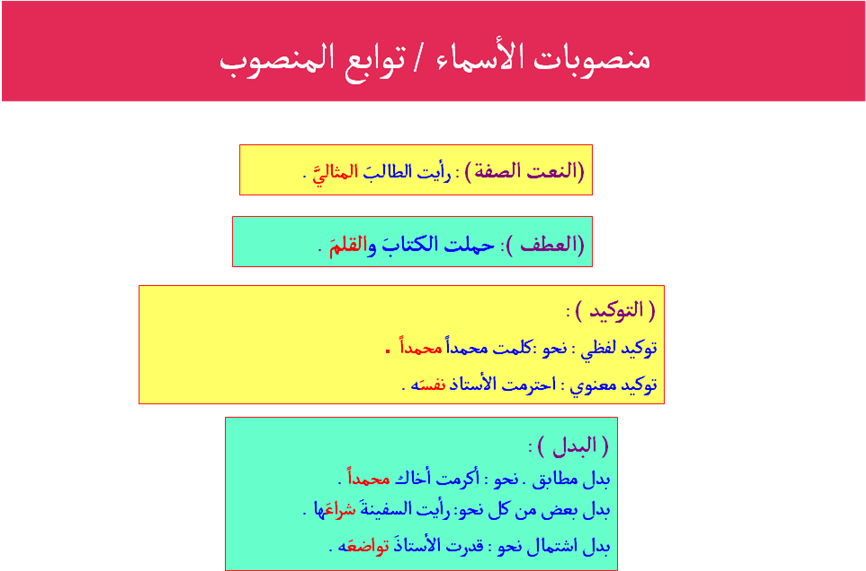 منصوبات الأسماء / توابع المنصوب
(النعت الصفة) : رأيت الطالبَ المثاليَّ .
(العطف ): حملت الكتابَ والقلمَ .
( التوكيد ) :
توكيد لفظي : نحو :كلمت محمداً محمداً .
توكيد معنوي : احترمت الأستاذ نفسَه .
( البدل ) :
بدل مطابق . نحو : أكرمت أخاك محمداً .
بدل بعض من كل نحو: رأيت السفينةَ شراعَها .
بدل اشتمال نحو : قدرت الأستاذَ تواضعَه .